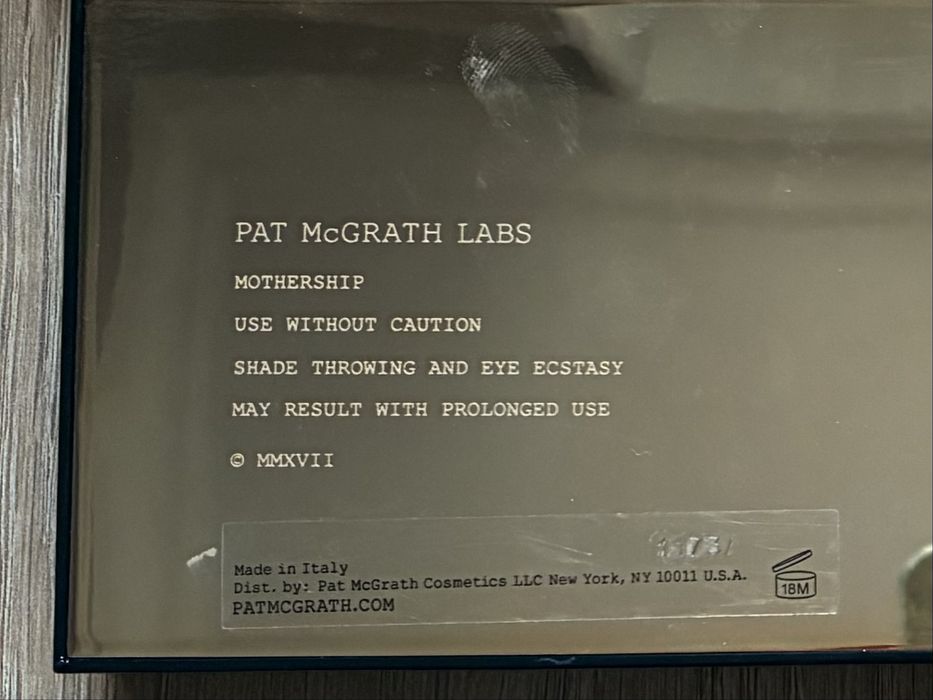 PAT McGRATH LABS
MOTHERSHIP
USE WITHOUT CAUTION
SHADE THROWING AND EYE ECSTASY
MAY RESULT WITH PROLONGED USE
© MMXVII
Made in Italy
Dist. by: Pat McGrath Cosmetics LLC New York, NY 10011 U.S.A.
PATMCGRATH.COM
18M